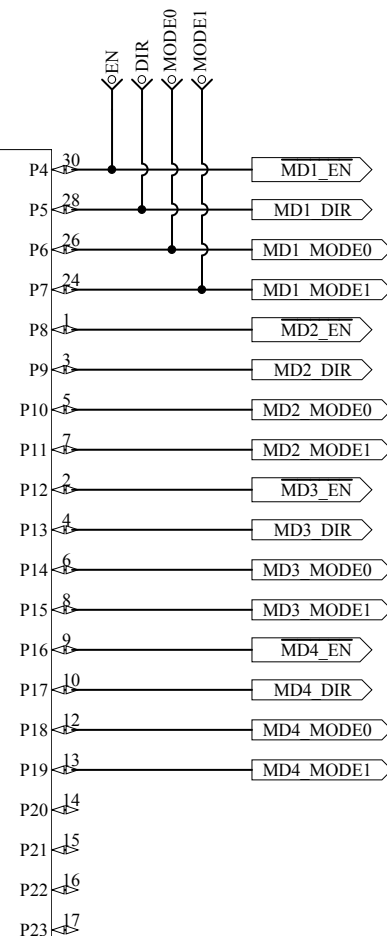 EN
DIR
MODE0
MODE1
P4 30 MD1_EN
P5 28 MD1_DIR
P6 26 MD1_MODE0
P7 24 MD1_MODE1
P8 1 MD2_EN
P9 3 MD2_DIR
P10 5 MD2_MODE0
P11 7 MD2_MODE1
P12 2 MD3_EN
P13 4 MD3_DIR
P14 6 MD3_MODE0
P15 8 MD3_MODE1
P16 9 MD4_EN
P17 10 MD4_DIR
P18 12 MD4_MODE0
P19 13 MD4_MODE1
P20 14
P21 15
P22 16
P23 17